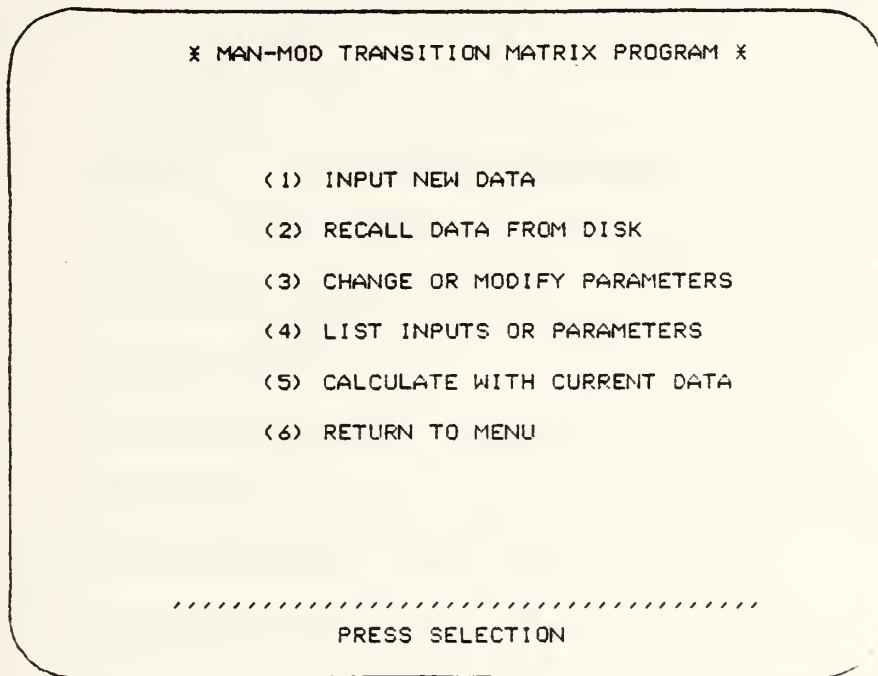 * MAN-MOD TRANSITION MATRIX PROGRAM *
(1) INPUT NEW DATA
(2) RECALL DATA FROM DISK
(3) CHANGE OR MODIFY PARAMETERS
(4) LIST INPUTS OR PARAMETERS
(5) CALCULATE WITH CURRENT DATA
(6) RETURN TO MENU
''''''''''''''''''''''''''''''''
PRESS SELECTION